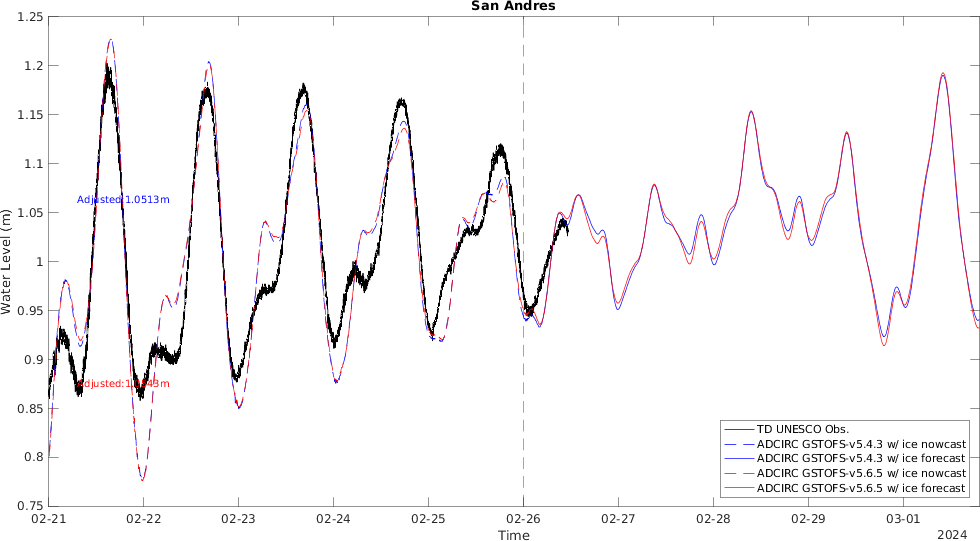 San Andres
Water Level (m)
1.25
1.2
1.15
1.1
1.05
1
0.95
0.9
0.85
0.8
0.75
Adjusted:1.0513m
02-21
02-22
02-23
02-24
02-25
02-26
02-27
02-28
02-29
03-01
Time
2024
TD UNESCO Obs.
ADCIRC GSTOFS-v5.4.3 w/ ice nowcast
ADCIRC GSTOFS-v5.4.3 w/ ice forecast
ADCIRC GSTOFS-v5.6.5 w/ ice nowcast
ADCIRC GSTOFS-v5.6.5 w/ ice forecast